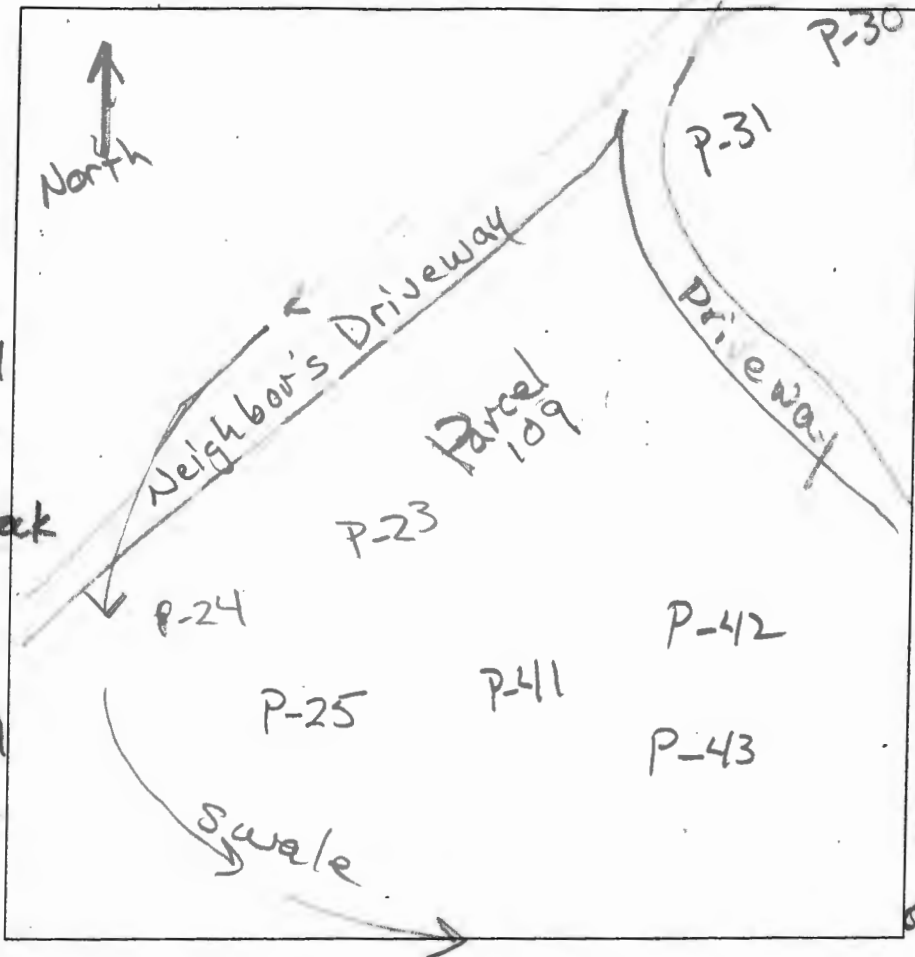 P-30
P-31
North
Neighbor's Driveway
Driveway
Parcel
109
P-23
P-24
P-42
P-41
P-25
P-43
Swale